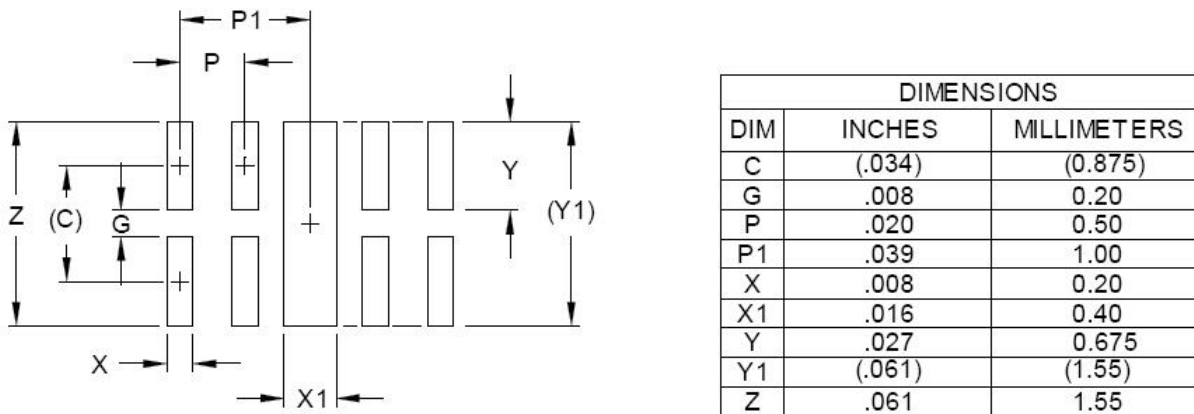 P1
P
Z
(C)
G
Y
(Y1)
X
X1
DIMENSIONS
DIM INCHES MILLIMETERS
C (.034) (0.875)
G .008 0.20
P .020 0.50
P1 .039 1.00
X .008 0.20
X1 .016 0.40
Y .027 0.675
Y1 (.061) (1.55)
Z .061 1.55